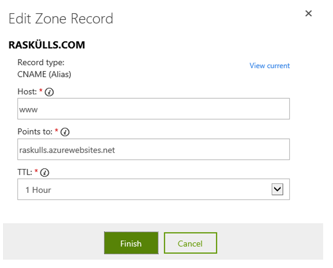 Edit Zone Record
RASKÜLLS.COM
Record type:
View current
CNAME (Alias)
Host: *
www
Points to: *
raskulls.azurewebsites.net
TTL: *
1 Hour
Finish Cancel